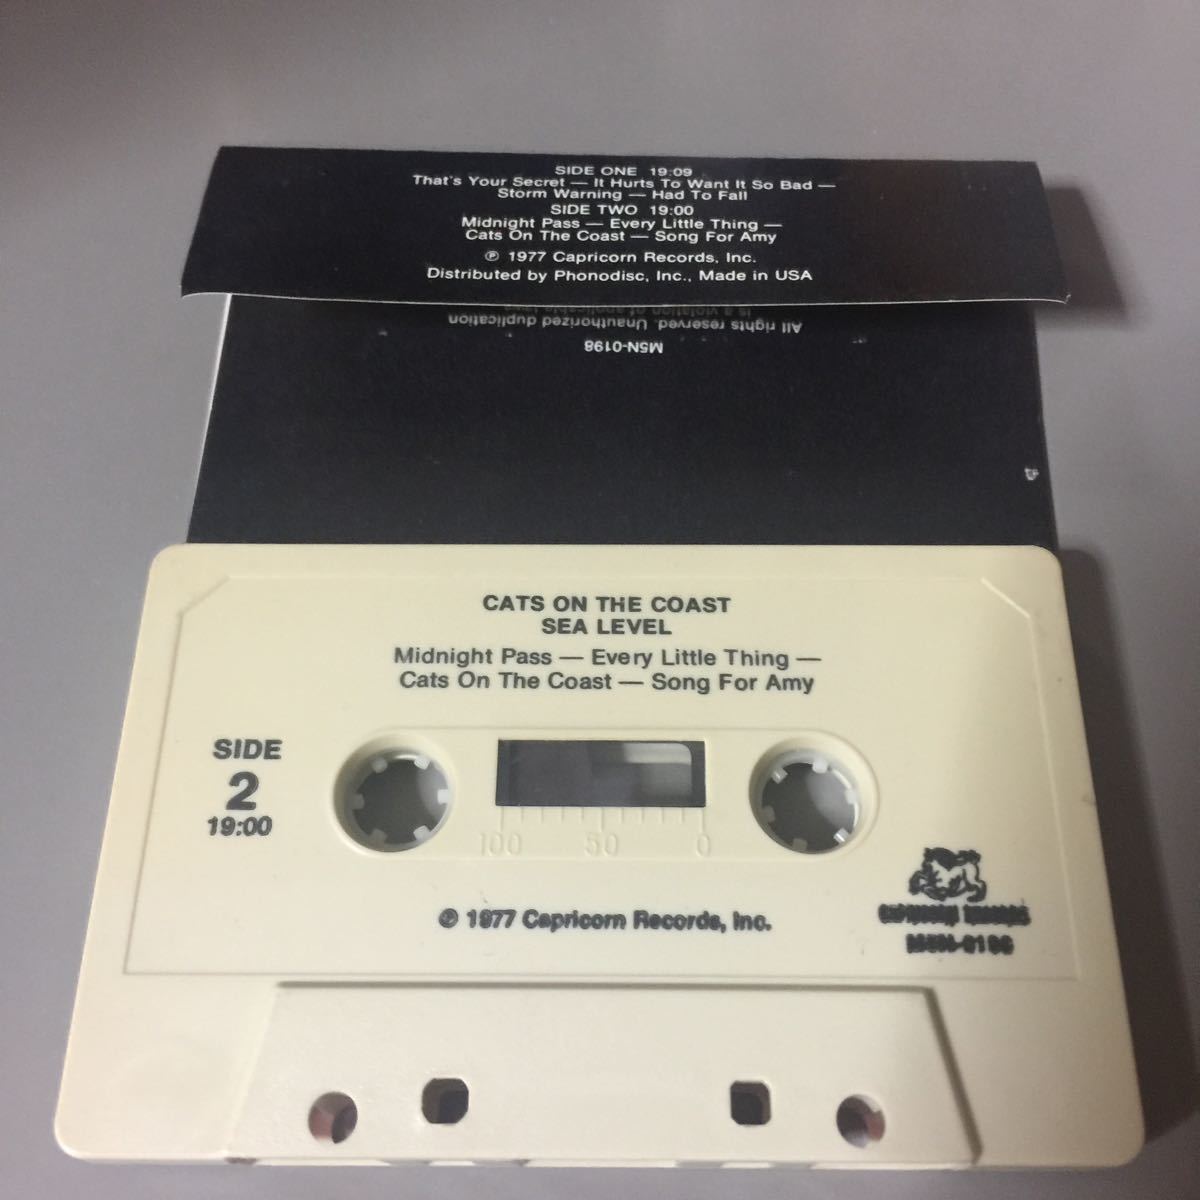 SIDE ONE 19:09
That's Your Secret — It Hurts To Want It So Bad —
Storm Warning — Had To Fall
SIDE TWO 19:00
Midnight Pass — Every Little Thing —
Cats On The Coast — Song For Amy
℗ 1977 Capricorn Records, Inc.
Distributed by Phonodisc, Inc., Made in USA
M5N-0198
All rights reserved. Unauthorized duplication
is a violation of applicable laws
CATS ON THE COAST
SEA LEVEL
Midnight Pass — Every Little Thing —
Cats On The Coast — Song For Amy
SIDE
2
19:00
100 50 0
℗ 1977 Capricorn Records, Inc.
CAPRICORN RECORDS
M5N-0198